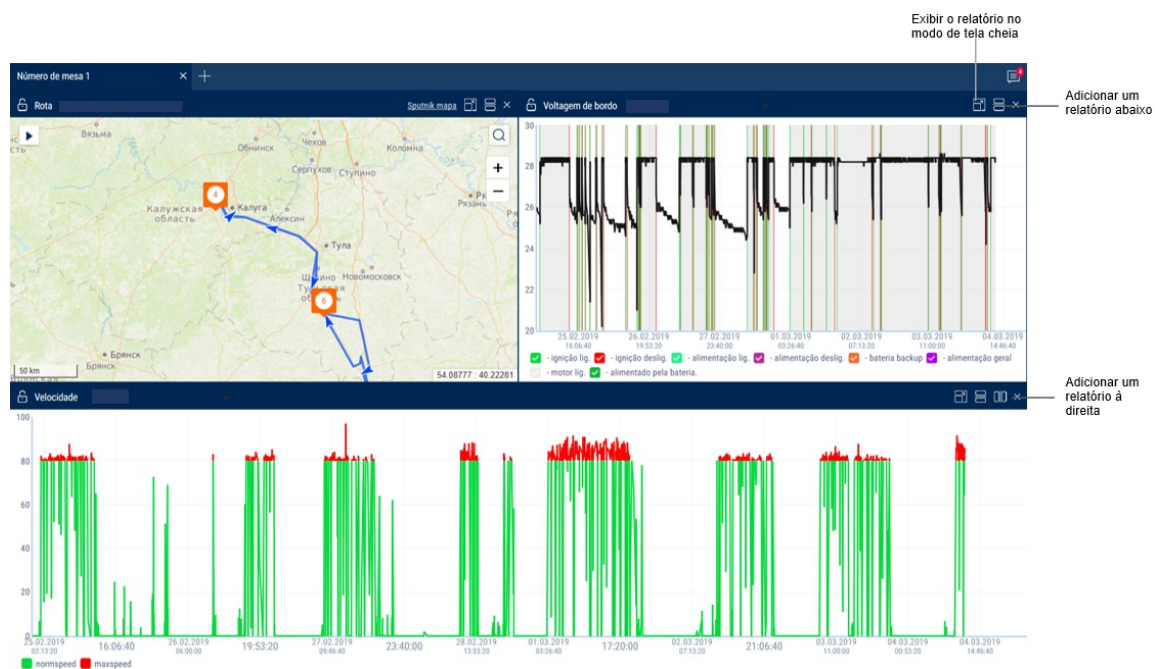 Exibir o relatório no
modo de tela cheia
Número de mesa 1
4
Adicionar um
relatório abaixo
Rota
Sputnik mapa
Voltagem de bordo
Вязьма
Обнинск
Чехов
Коломна
Серпухов
Ступино
Рязань
4
Калужская
область
Калуга
Алексин
Тула
Новомосковск
6
Брянск
Брянск
50 km
54.08777 : 40.22281
30
28
26
24
22
20
25.02.2019
16:06:40
26.02.2019
19:53:20
27.02.2019
23:40:00
01.03.2019
03:26:40
02.03.2019
07:13:20
03.03.2019
11:00:00
04.03.2019
14:46:40
- ignição lig.
- ignição deslig.
- alimentação lig.
- alimentação deslig.
- bateria backup
- alimentação geral
- motor lig.
- alimentado pela bateria.
Velocidade
Adicionar um
relatório à
direita
100
80
60
40
20
0
25.02.2019
02:13:20
16:06:40
26.02.2019
06:00:00
19:53:20
27.02.2019
09:46:40
23:40:00
28.02.2019
13:33:20
01.03.2019
03:26:40
17:20:00
02.03.2019
07:13:20
21:06:40
03.03.2019
11:00:00
04.03.2019
00:53:20
04.03.2019
14:46:40
normspeed
maxspeed